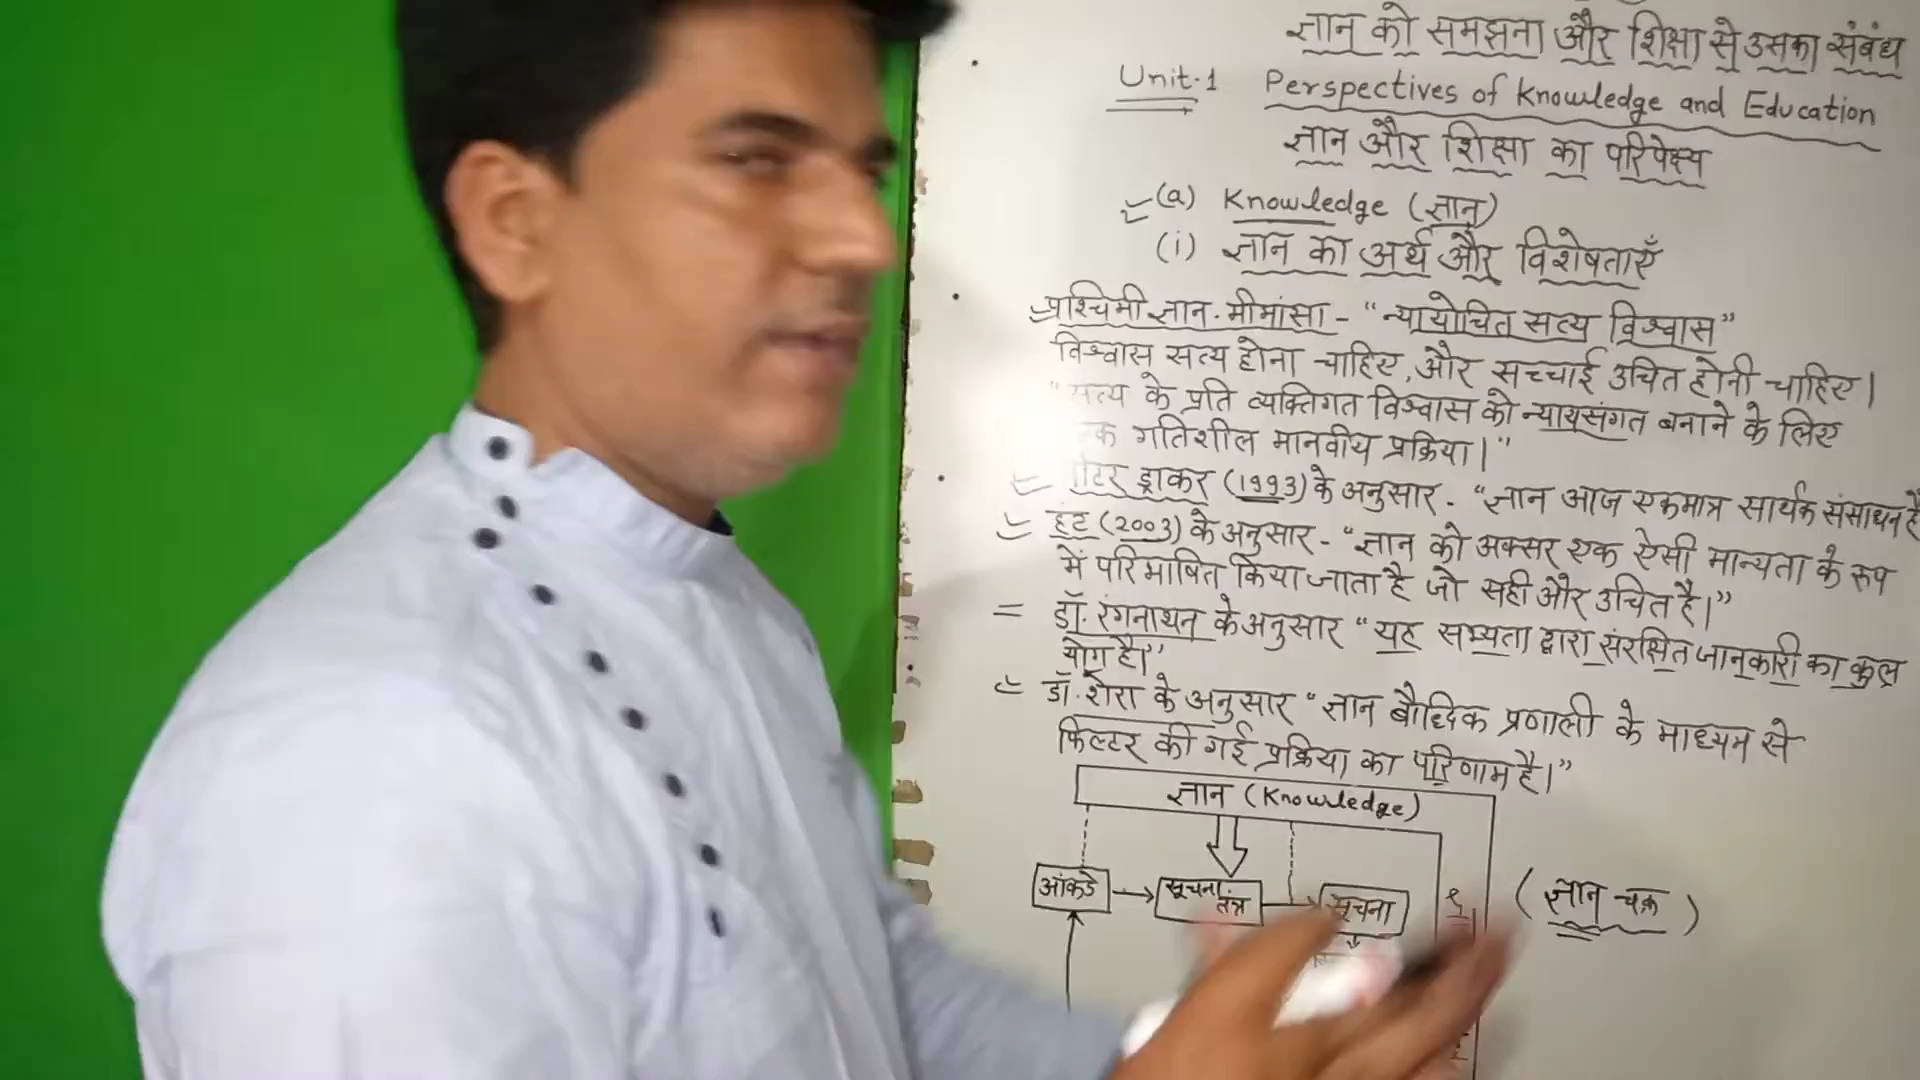 ज्ञान को समझना और शिक्षा से उसका संबंध
Unit-1 Perspectives of Knowledge and Education
ज्ञान और शिक्षा का परिपेक्ष्य
(a) Knowledge (ज्ञान)
(i) ज्ञान का अर्थ और विशेषताएँ
पश्चिमी ज्ञान-मीमांसा - "न्यायोचित सत्य विश्वास"
विश्वास सत्य होना चाहिए, और सच्चाई उचित होनी चाहिए।
"सत्य के प्रति व्यक्तिगत विश्वास को न्यायसंगत बनाने के लिए
एक गतिशील मानवीय प्रक्रिया।"
पीटर ड्राकर (1993) के अनुसार - "ज्ञान आज एकमात्र सार्थक संसाधन है
हंट (2003) के अनुसार - "ज्ञान को अक्सर एक ऐसी मान्यता के रूप
में परिभाषित किया जाता है जो सही और उचित है।"
डॉ. रंगनाथन के अनुसार "यह सभ्यता द्वारा संरक्षित जानकारी का कुल
योग है।"
डॉ. शेरा के अनुसार "ज्ञान बौद्धिक प्रणाली के माध्यम से
फिल्टर की गई प्रक्रिया का परिणाम है।"
ज्ञान (Knowledge)
आंकडे सूचना तंत्र सूचना (ज्ञान चक्र)